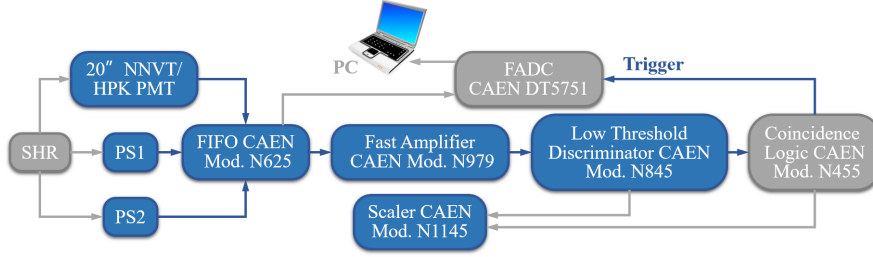 20″ NNVT/
HPK PMT
PC
FADC
CAEN DT5751
Trigger
SHR
PS1
FIFO CAEN
Mod. N625
Fast Amplifier
CAEN Mod. N979
Low Threshold
Discriminator CAEN
Mod. N845
Coincidence
Logic CAEN
Mod. N455
PS2
Scaler CAEN
Mod. N1145